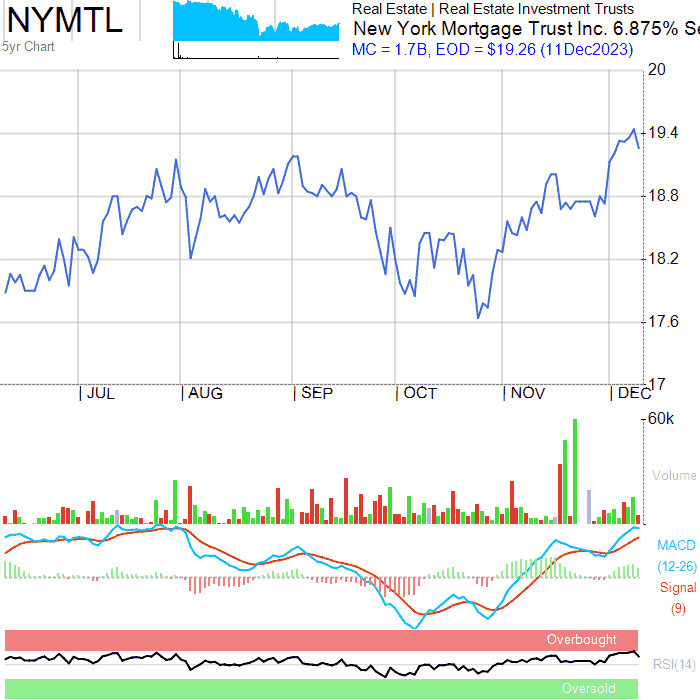 NYMTL
5yr Chart
Real Estate | Real Estate Investment Trusts
New York Mortgage Trust Inc. 6.875% Se
MC = 1.7B, EOD = $19.26 (11Dec2023)
20
19.4
18.8
18.2
17.6
17
| JUL | AUG | SEP | OCT | NOV | DEC
60k
Volume
MACD
(12-26)
Signal
(9)
Overbought
RSI(14)
Oversold